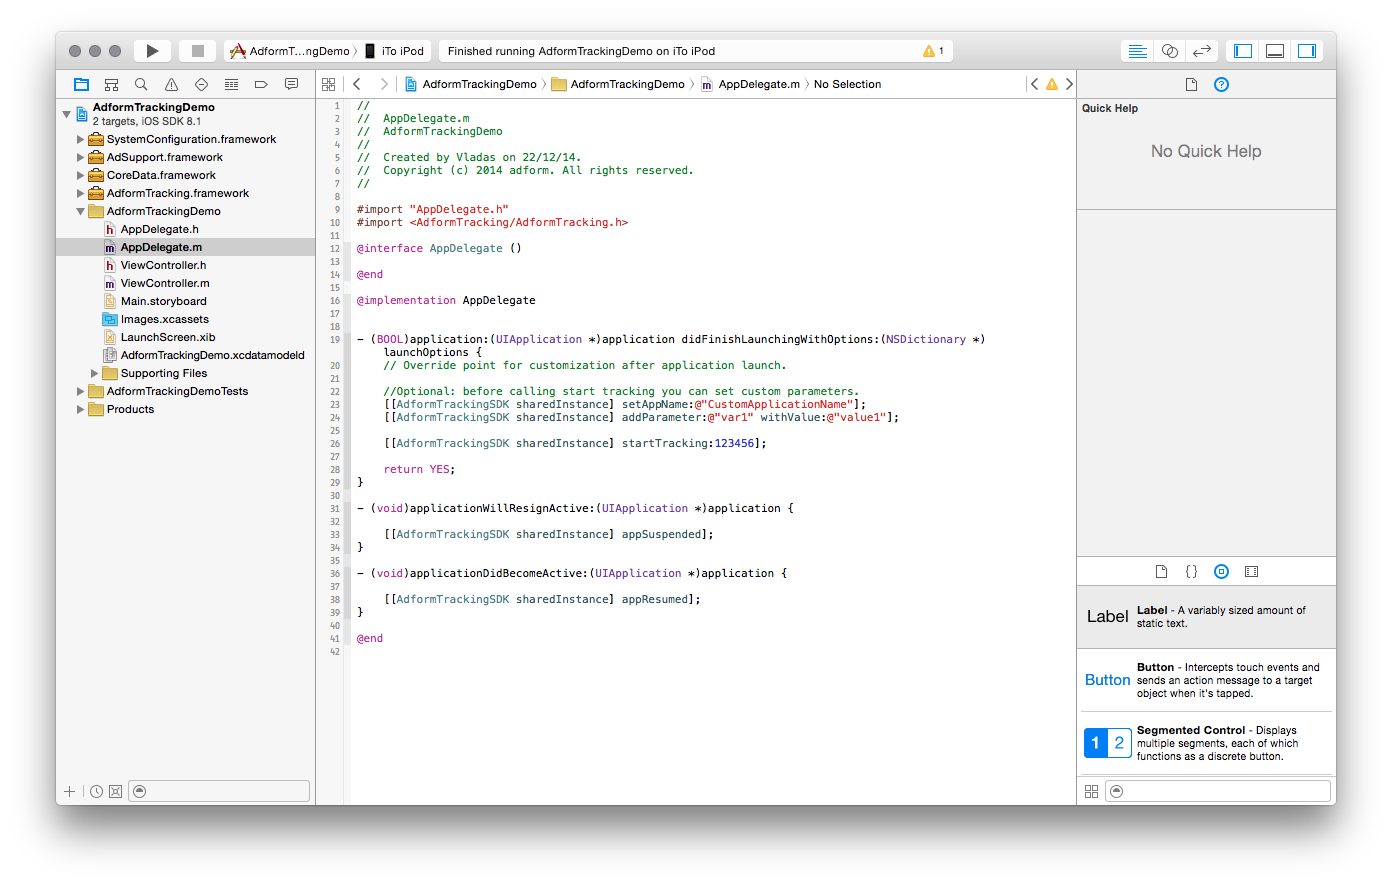 AdformT...ngDemo 〉 iTo iPod
Finished running AdformTrackingDemo on iTo iPod
1
AdformTrackingDemo 〉 AdformTrackingDemo 〉 m AppDelegate.m 〉 No Selection
AdformTrackingDemo
2 targets, iOS SDK 8.1
SystemConfiguration.framework
AdSupport.framework
CoreData.framework
AdformTracking.framework
AdformTrackingDemo
h AppDelegate.h
m AppDelegate.m
h ViewController.h
m ViewController.m
Main.storyboard
Images.xcassets
LaunchScreen.xib
AdformTrackingDemo.xcdatamodeld
Supporting Files
AdformTrackingDemoTests
Products
1 //
2 //  AppDelegate.m
3 //  AdformTrackingDemo
4 //
5 //  Created by Vladas on 22/12/14.
6 //  Copyright (c) 2014 adform. All rights reserved.
7 //
8
9 #import "AppDelegate.h"
10 #import <AdformTracking/AdformTracking.h>
11
12 @interface AppDelegate ()
13
14 @end
15
16 @implementation AppDelegate
17
18
19 - (BOOL)application:(UIApplication *)application didFinishLaunchingWithOptions:(NSDictionary *)
launchOptions {
20     // Override point for customization after application launch.
21
22     //Optional: before calling start tracking you can set custom parameters.
23     [[AdformTrackingSDK sharedInstance] setAppName:@"CustomApplicationName"];
24     [[AdformTrackingSDK sharedInstance] addParameter:@"var1" withValue:@"value1"];
25
26     [[AdformTrackingSDK sharedInstance] startTracking:123456];
27
28     return YES;
29 }
30
31 - (void)applicationWillResignActive:(UIApplication *)application {
32
33     [[AdformTrackingSDK sharedInstance] appSuspended];
34 }
35
36 - (void)applicationDidBecomeActive:(UIApplication *)application {
37
38     [[AdformTrackingSDK sharedInstance] appResumed];
39 }
40
41 @end
42
Quick Help
No Quick Help
{}
Label
Label - A variably sized amount of
static text.
Button
Button - Intercepts touch events and
sends an action message to a target
object when it's tapped.
1 2
Segmented Control - Displays
multiple segments, each of which
functions as a discrete button.